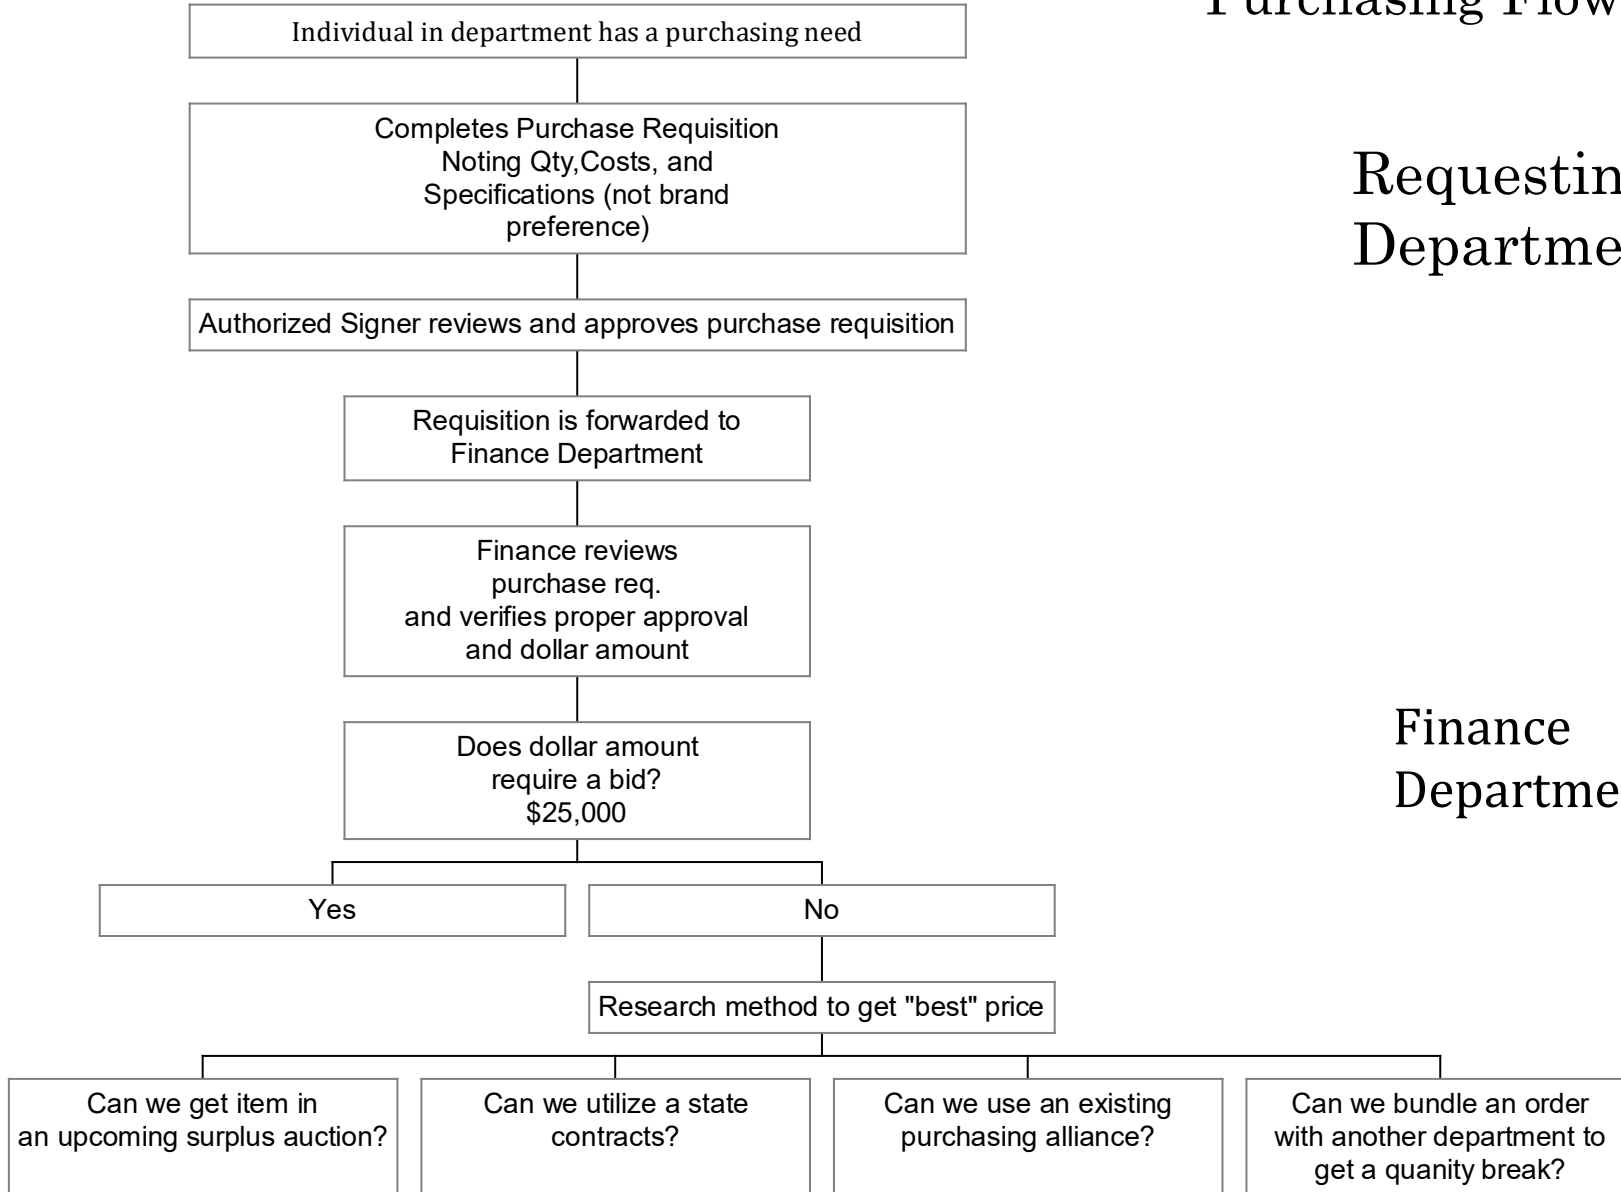 Purchasing Flow
Individual in department has a purchasing need
Completes Purchase Requisition
Noting Qty,Costs, and
Specifications (not brand
preference)
Requestin
Departme
Authorized Signer reviews and approves purchase requisition
Requisition is forwarded to
Finance Department
Finance reviews
purchase req.
and verifies proper approval
and dollar amount
Does dollar amount
require a bid?
$25,000
Finance
Departme
Yes
No
Research method to get "best" price
Can we get item in
an upcoming surplus auction?
Can we utilize a state
contracts?
Can we use an existing
purchasing alliance?
Can we bundle an order
with another department to
get a quanity break?